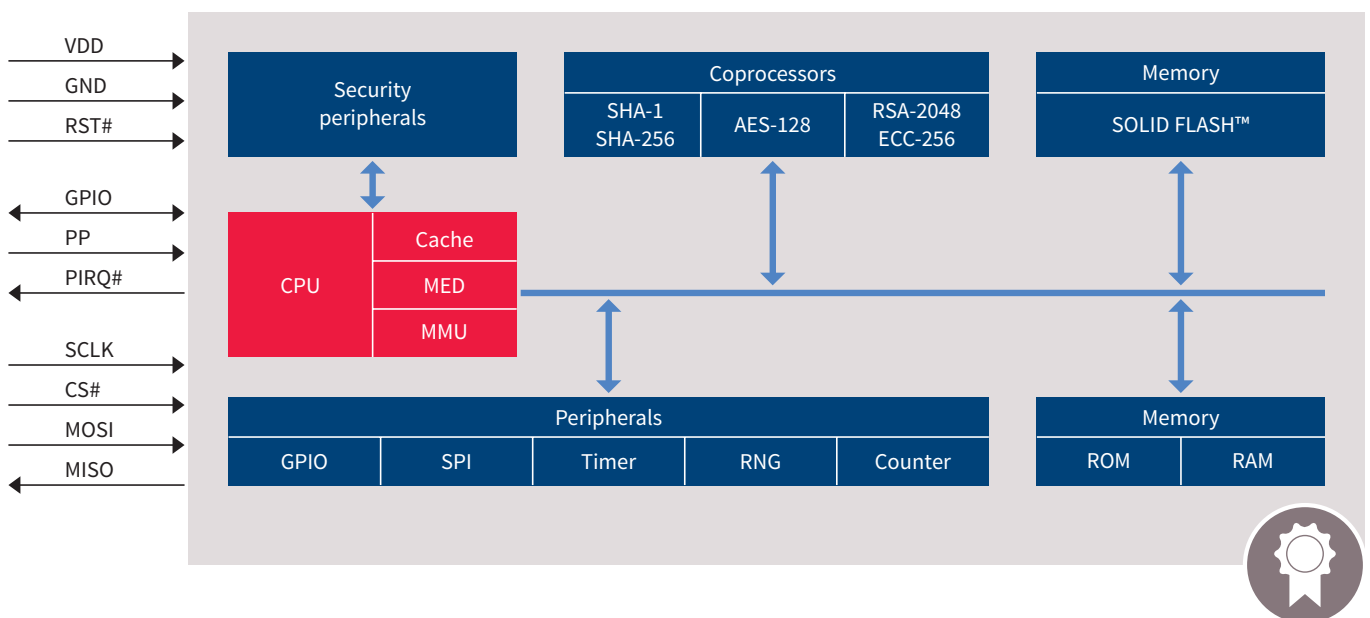 VDD
GND
RST#
GPIO
PP
PIRQ#
SCLK
CS#
MOSI
MISO
Security
peripherals
Coprocessors
SHA-1
SHA-256
AES-128
RSA-2048
ECC-256
Memory
SOLID FLASH™
CPU
Cache
MED
MMU
Peripherals
GPIO
SPI
Timer
RNG
Counter
Memory
ROM
RAM